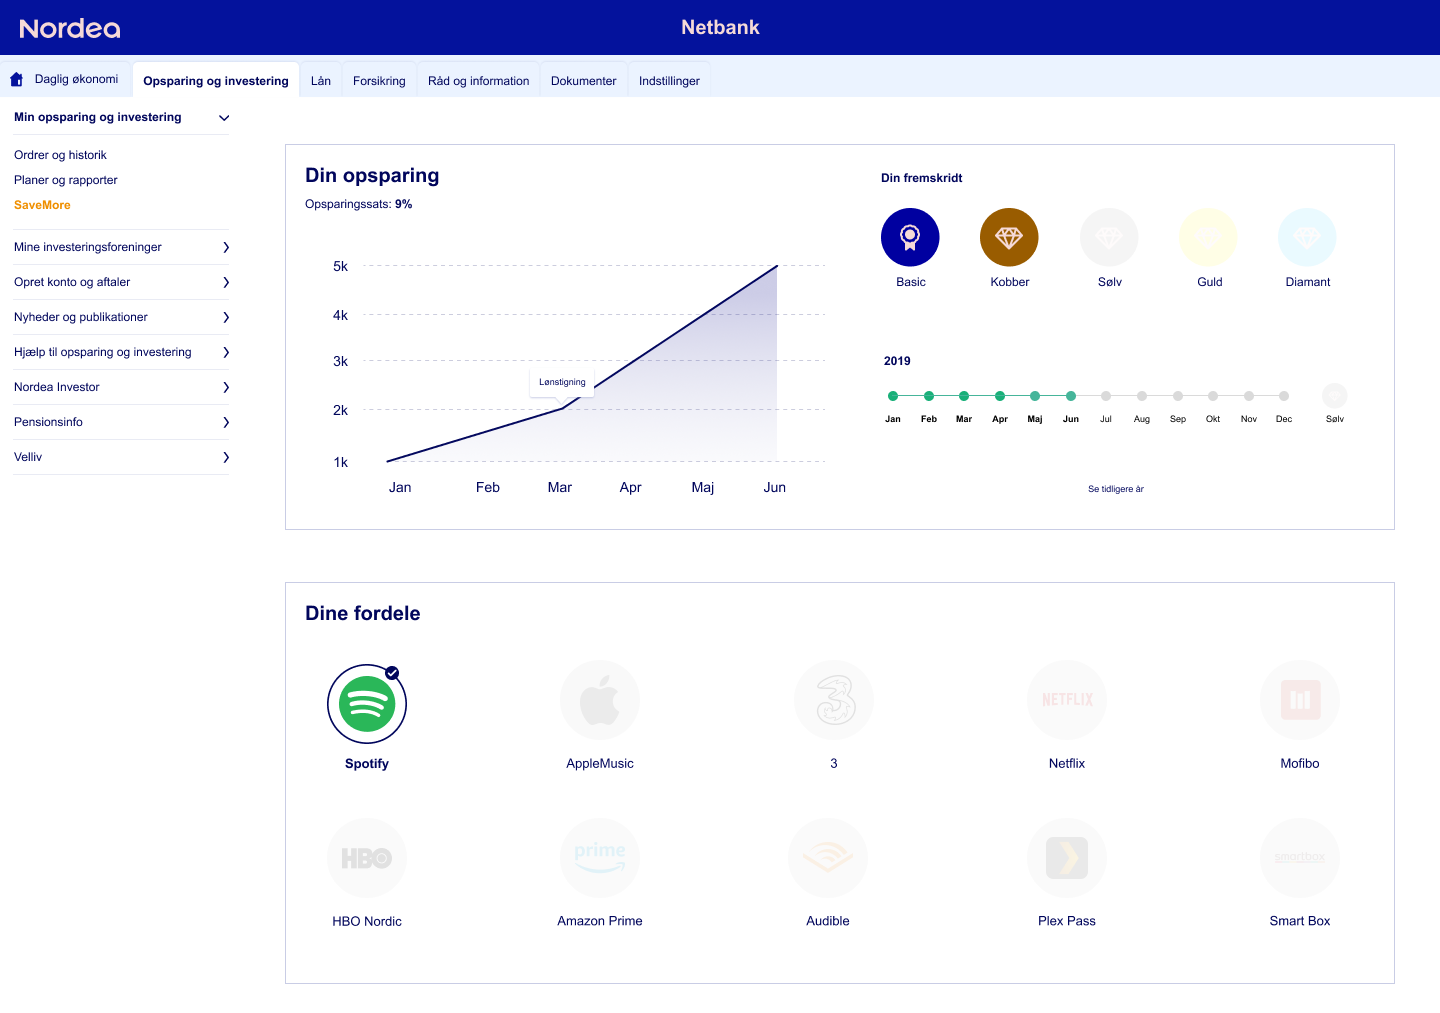 Nordea
Netbank
Daglig økonomi
Opsparing og investering
Lån
Forsikring
Råd og information
Dokumenter
Indstillinger
Min opsparing og investering
Ordrer og historik
Planer og rapporter
SaveMore
Mine investeringsforeninger
Opret konto og aftaler
Nyheder og publikationer
Hjælp til opsparing og investering
Nordea Investor
Pensionsinfo
Velliv
Din opsparing
Opsparingssats: 9%
5k
4k
3k
2k
1k
Lønstigning
Jan Feb Mar Apr Maj Jun
Din fremskridt
Basic Kobber Sølv Guld Diamant
2019
Jan Feb Mar Apr Maj Jun Jul Aug Sep Okt Nov Dec Sølv
Se tidligere år
Dine fordele
3 NETFLIX
Spotify AppleMusic 3 Netflix Mofibo
HBO prime smartbox
HBO Nordic Amazon Prime Audible Plex Pass Smart Box